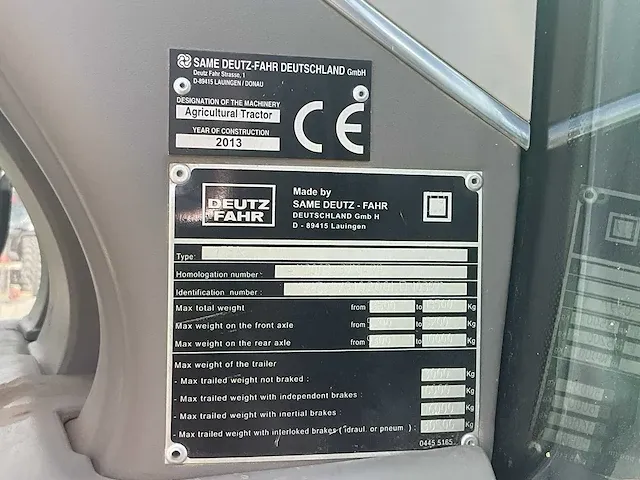 SAME DEUTZ-FAHR DEUTSCHLAND GmbH
Deutz Fahr Strasse, 1
D-89415 LAUINGEN / DONAU
DESIGNATION OF THE MACHINERY
Agricultural Tractor
YEAR OF CONSTRUCTION
2013
CE
DEUTZ
FAHR
Made by
SAME DEUTZ - FAHR
DEUTSCHLAND Gmb H
D - 89415 Lauingen
Type:
Homologation number :
Identification number :
Max total weight from to Kg
Max weight on the front axle from to Kg
Max weight on the rear axle from to Kg
Max weight of the trailer
- Max trailed weight not braked : Kg
- Max trailed weight with independent brakes : Kg
- Max trailed weight with inertial brakes : Kg
- Max trailed weight with interloked brakes ( idraul. or pneum ) : Kg
0445 5165